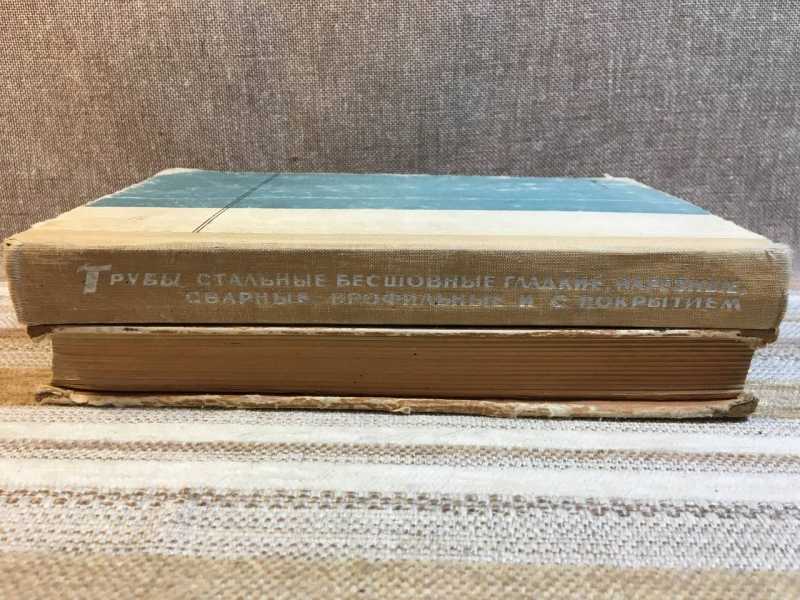 ТРУБЫ СТАЛЬНЫЕ БЕСШОВНЫЕ ГЛАДКИЕ, НАРЕЗНЫЕ,
СВАРНЫЕ, ПРОФИЛЬНЫЕ И С ПОКРЫТИЕМ